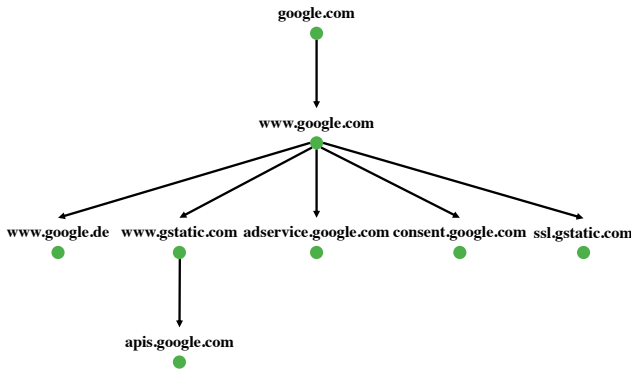 google.com
www.google.com
www.google.de
www.gstatic.com
adservice.google.com
consent.google.com
ssl.gstatic.com
apis.google.com